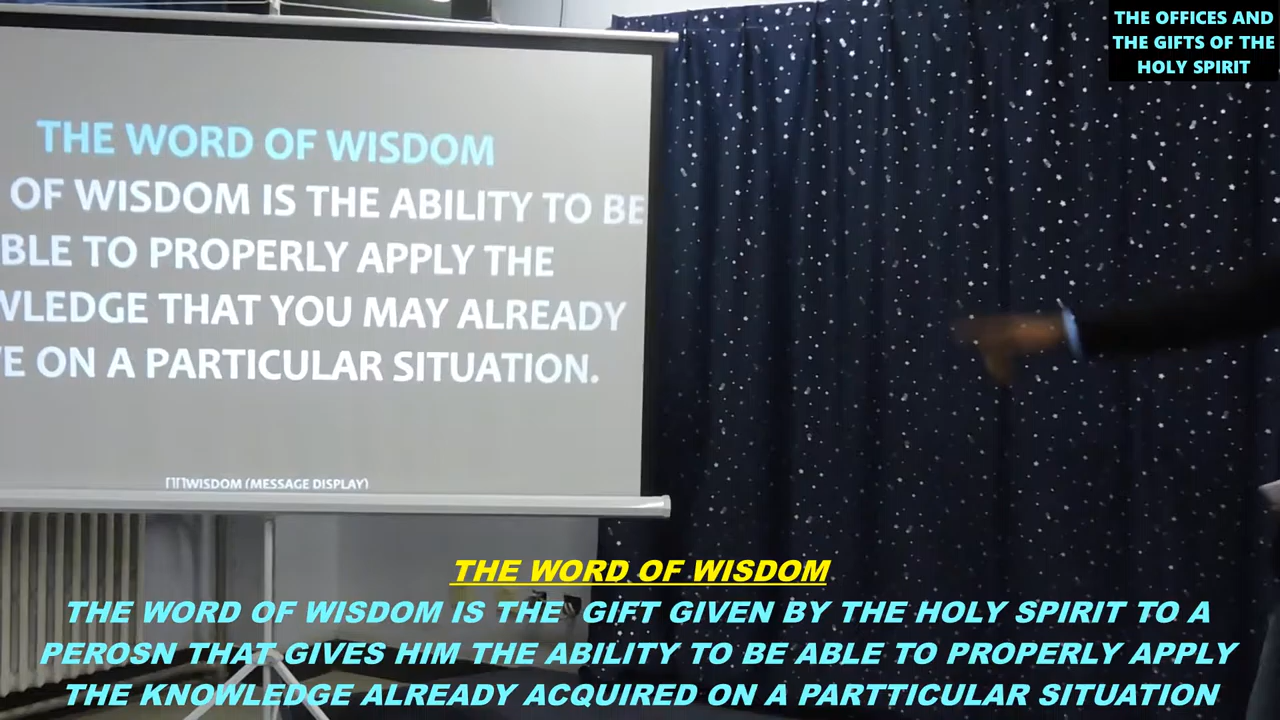 THE OFFICES AND
THE GIFTS OF THE
HOLY SPIRIT
THE WORD OF WISDOM
OF WISDOM IS THE ABILITY TO BE
BLE TO PROPERLY APPLY THE
WLEDGE THAT YOU MAY ALREADY
E ON A PARTICULAR SITUATION.
WISDOM (MESSAGE DISPLAY)
THE WORD OF WISDOM
THE WORD OF WISDOM IS THE GIFT GIVEN BY THE HOLY SPIRIT TO A
PEROSN THAT GIVES HIM THE ABILITY TO BE ABLE TO PROPERLY APPLY
THE KNOWLEDGE ALREADY ACQUIRED ON A PARTTICULAR SITUATION